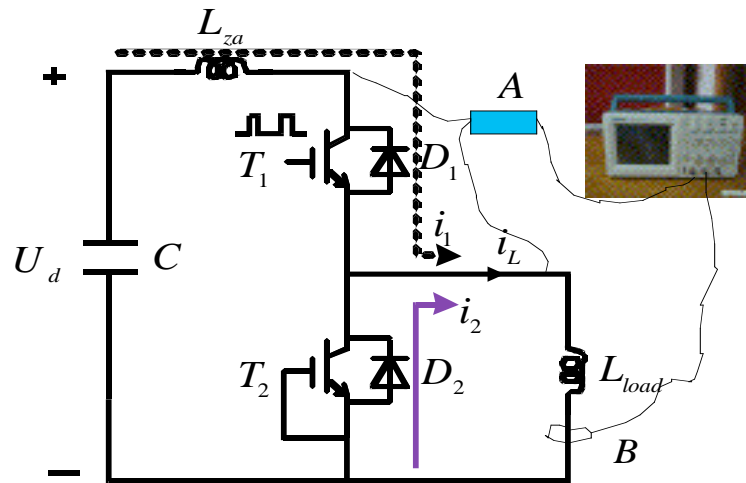 L_za
+
A
T_1
D_1
i_1
i_L
U_d
C
i_2
T_2
D_2
L_load
B
−